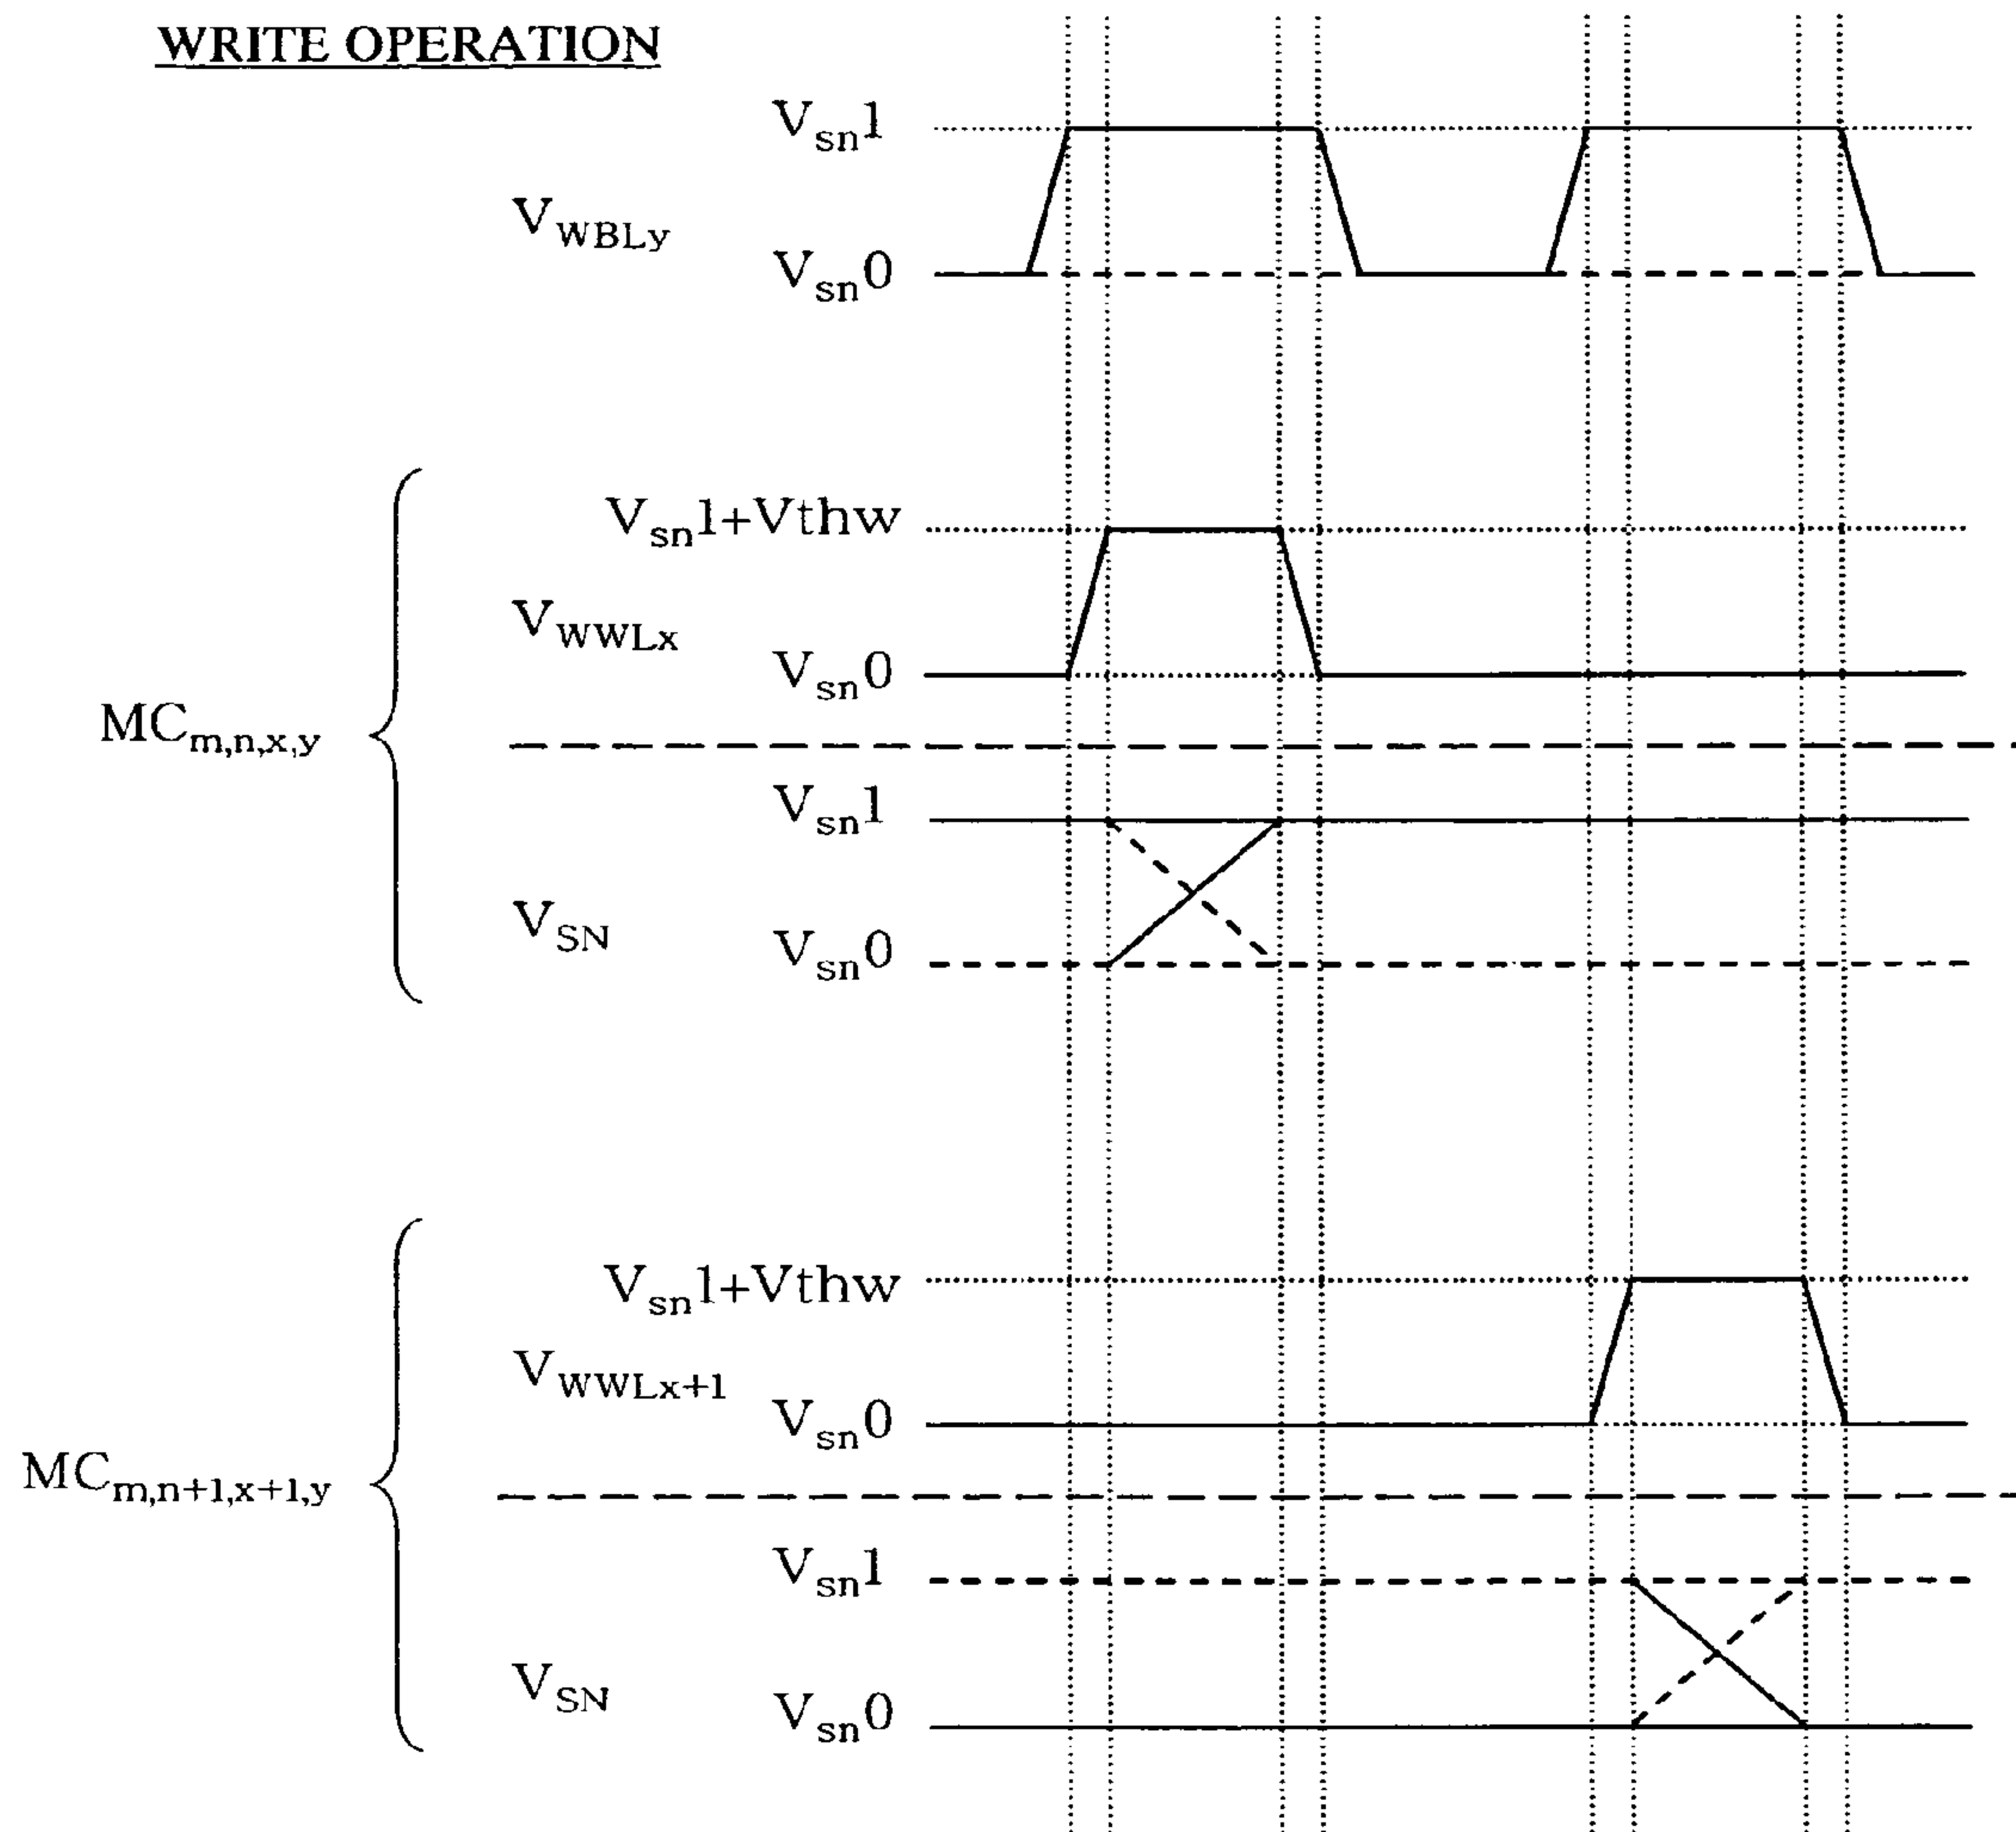 WRITE OPERATION
Vsn1
VWBLy
Vsn0
Vsn1+Vthw
VWWLx
Vsn0
MCm,n,x,y
Vsn1
VSN
Vsn0
Vsn1+Vthw
VWWLx+1
Vsn0
MCm,n+1,x+1,y
Vsn1
VSN
Vsn0